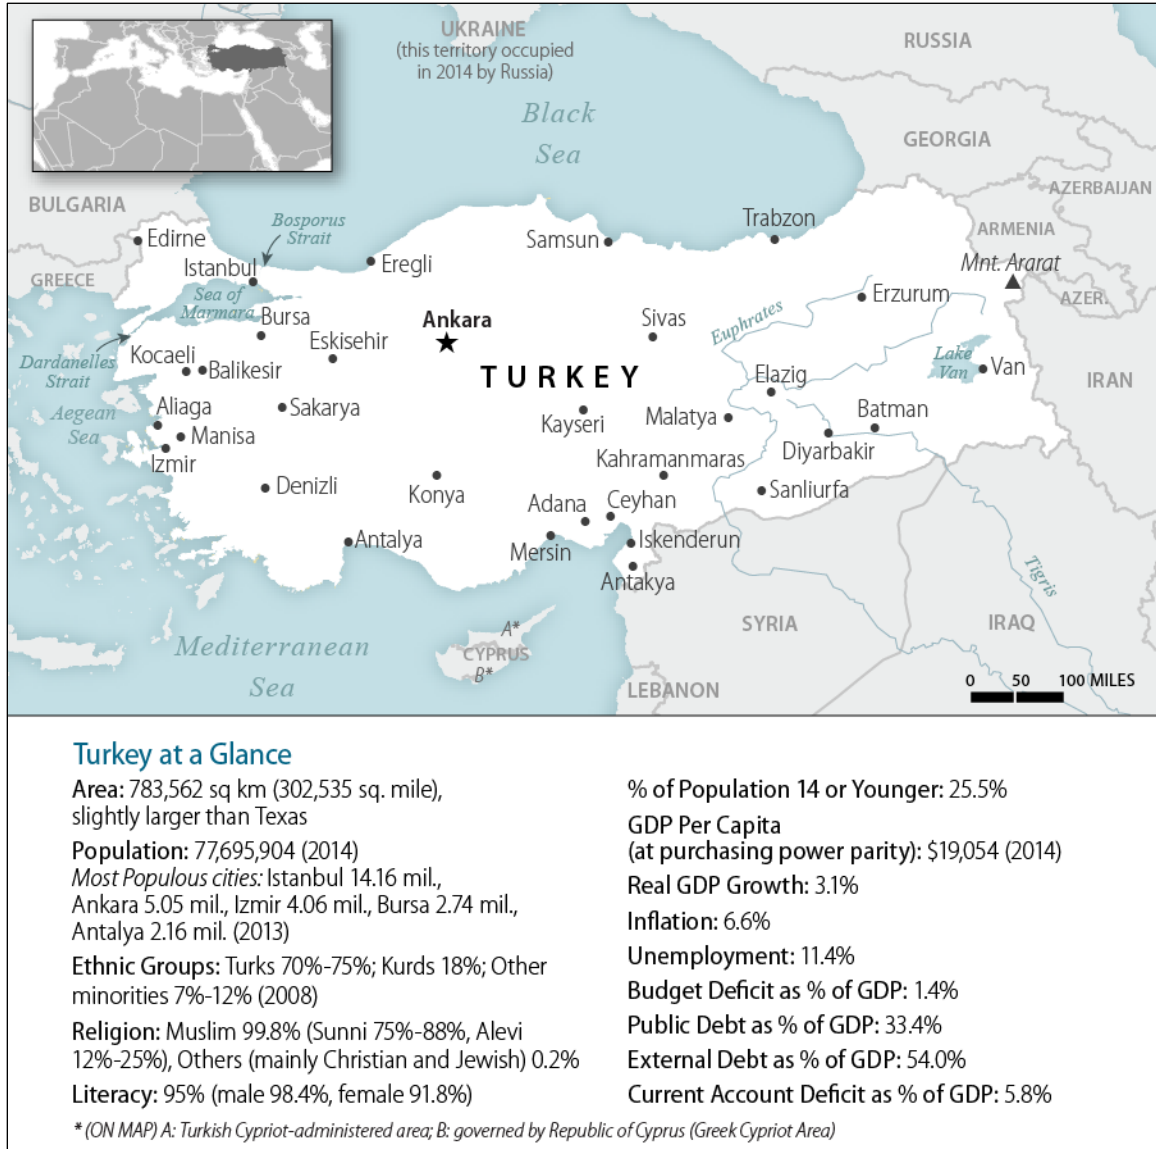 UKRAINE
(this territory occupied
in 2014 by Russia)
RUSSIA
Black
Sea
GEORGIA
AZERBAIJAN
BULGARIA
Bosporus
Strait
Trabzon
ARMENIA
Edirne
Samsun
Mnt. Ararat
Istanbul
Eregli
GREECE
Sea of
Marmara
Erzurum
AZER.
Bursa
Ankara
Sivas
Euphrates
Eskisehir
Kocaeli
Dardanelles
Strait
Balikesir
TURKEY
Lake
Van
Van
Elazig
IRAN
Aliaga
Aegean
Sea
Sakarya
Kayseri
Malatya
Batman
Manisa
Izmir
Diyarbakir
Kahramanmaras
Denizli
Konya
Sanliurfa
Adana
Ceyhan
Antalya
Mersin
Iskenderun
Antakya
Tigris
A*
SYRIA
IRAQ
Mediterranean
Sea
CYPRUS
B*
LEBANON
0 50 100 MILES
Turkey at a Glance
Area: 783,562 sq km (302,535 sq. mile),
slightly larger than Texas
Population: 77,695,904 (2014)
Most Populous cities: Istanbul 14.16 mil.,
Ankara 5.05 mil., Izmir 4.06 mil., Bursa 2.74 mil.,
Antalya 2.16 mil. (2013)
Ethnic Groups: Turks 70%-75%; Kurds 18%; Other
minorities 7%-12% (2008)
Religion: Muslim 99.8% (Sunni 75%-88%, Alevi
12%-25%), Others (mainly Christian and Jewish) 0.2%
Literacy: 95% (male 98.4%, female 91.8%)
% of Population 14 or Younger: 25.5%
GDP Per Capita
(at purchasing power parity): $19,054 (2014)
Real GDP Growth: 3.1%
Inflation: 6.6%
Unemployment: 11.4%
Budget Deficit as % of GDP: 1.4%
Public Debt as % of GDP: 33.4%
External Debt as % of GDP: 54.0%
Current Account Deficit as % of GDP: 5.8%
* (ON MAP) A: Turkish Cypriot-administered area; B: governed by Republic of Cyprus (Greek Cypriot Area)